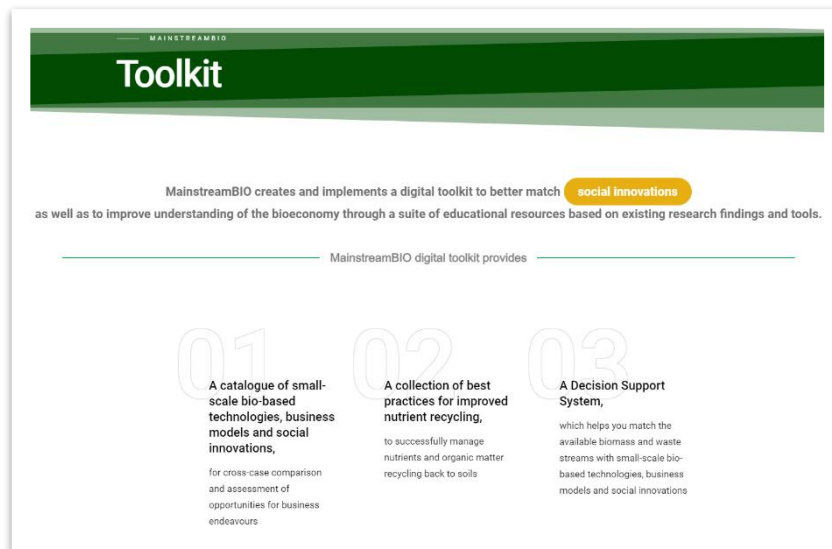 MAINSTREAMBIO
Toolkit
MainstreamBIO creates and implements a digital toolkit to better match social innovations
as well as to improve understanding of the bioeconomy through a suite of educational resources based on existing research findings and tools.
MainstreamBIO digital toolkit provides
01
A catalogue of small-
scale bio-based
technologies, business
models and social
innovations,
for cross-case comparison
and assessment of
opportunities for business
endeavours
02
A collection of best
practices for improved
nutrient recycling,
to successfully manage
nutrients and organic matter
recycling back to soils
03
A Decision Support
System,
which helps you match the
available biomass and waste
streams with small-scale bio-
based technologies, business
models and social innovations